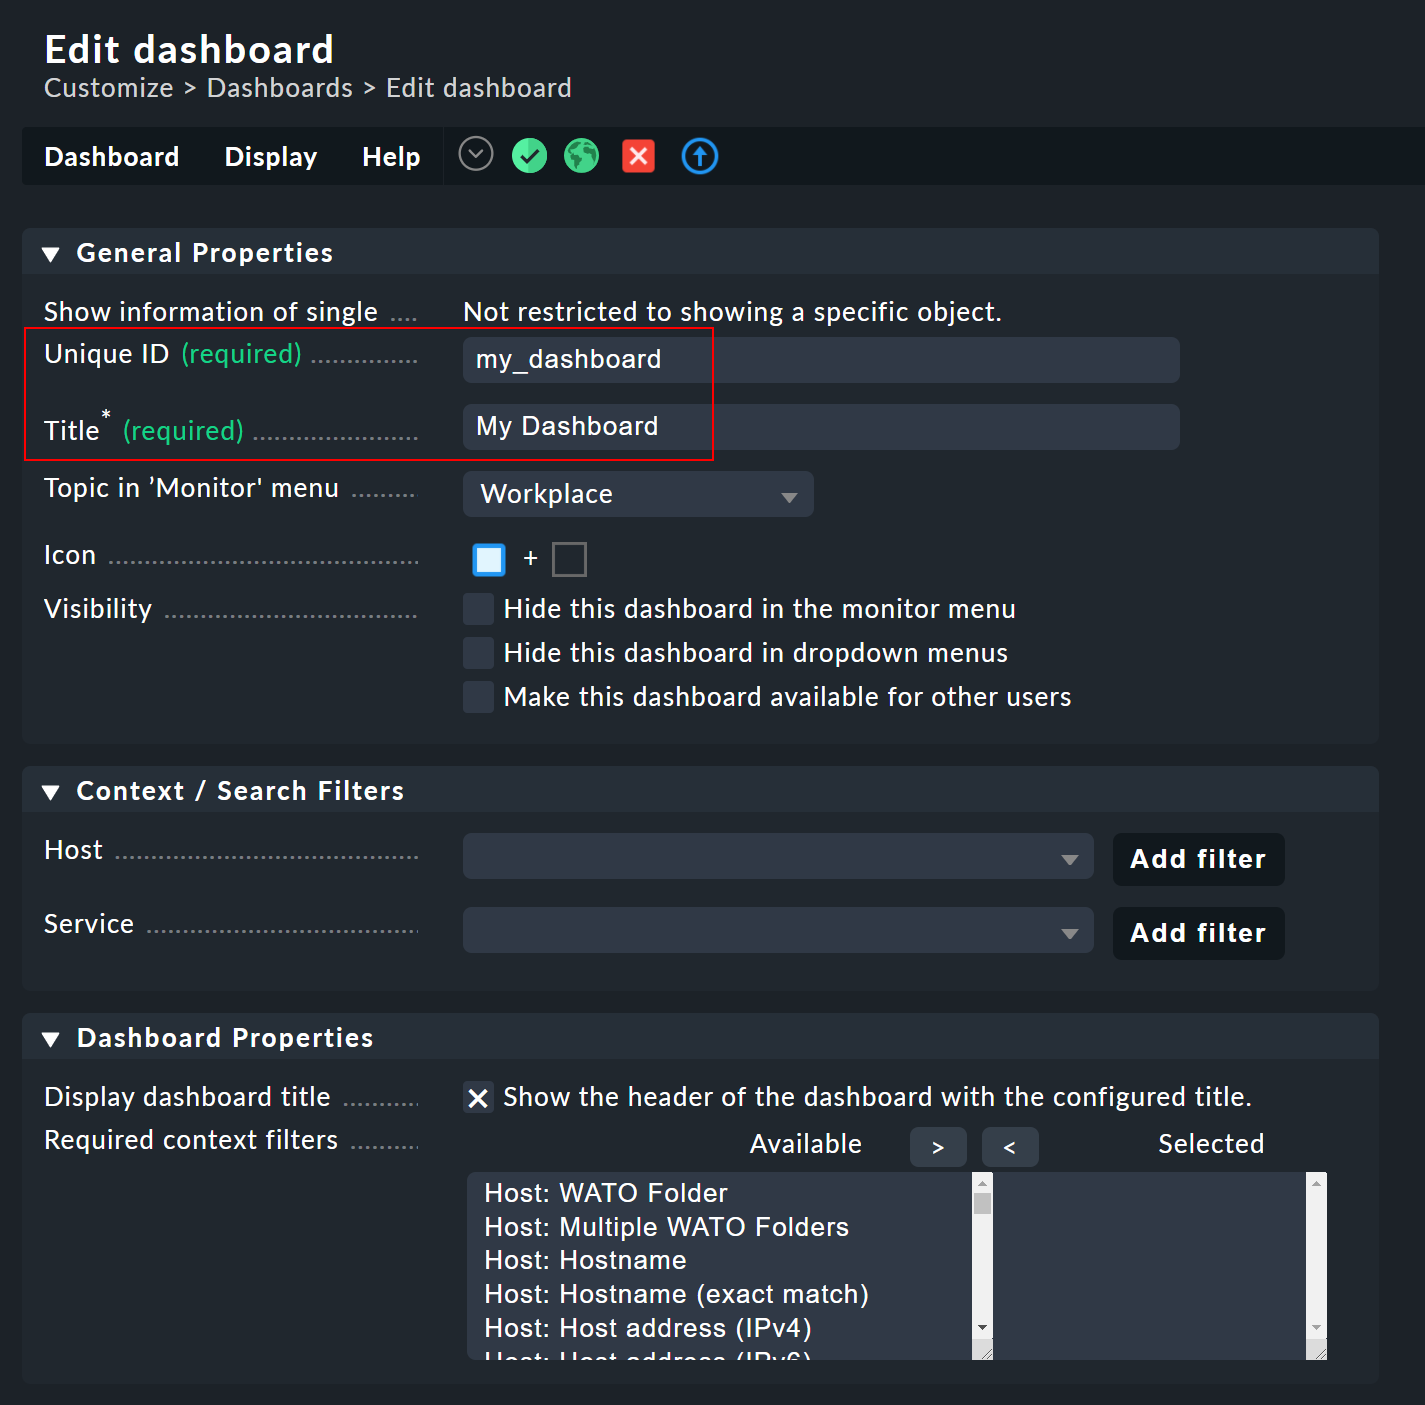 Edit dashboard
Customize > Dashboards > Edit dashboard
Dashboard Display Help
General Properties
Show information of single .... Not restricted to showing a specific object.
Unique ID (required) my_dashboard
Title* (required) My Dashboard
Topic in ’Monitor' menu Workplace
Icon +
Visibility Hide this dashboard in the monitor menu
Hide this dashboard in dropdown menus
Make this dashboard available for other users
Context / Search Filters
Host Add filter
Service Add filter
Dashboard Properties
Display dashboard title Show the header of the dashboard with the configured title.
Required context filters Available > < Selected
Host: WATO Folder
Host: Multiple WATO Folders
Host: Hostname
Host: Hostname (exact match)
Host: Host address (IPv4)
Host: Host address (IPv6)